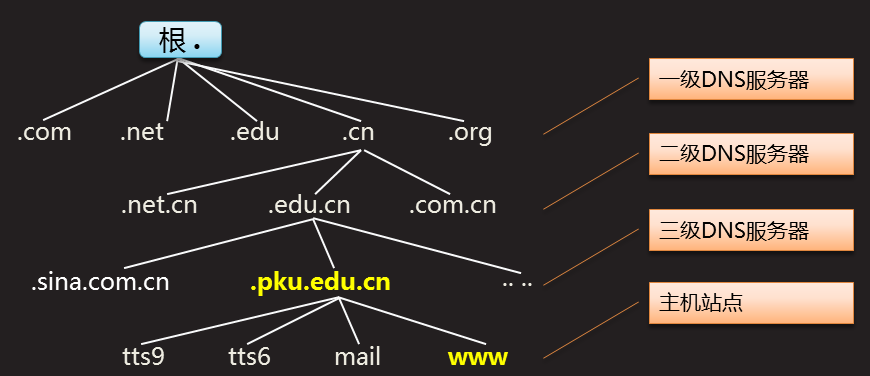 根 .
一级DNS服务器
.com .net .edu .cn .org
二级DNS服务器
.net.cn .edu.cn .com.cn
三级DNS服务器
.sina.com.cn .pku.edu.cn .. ..
主机站点
tts9 tts6 mail www